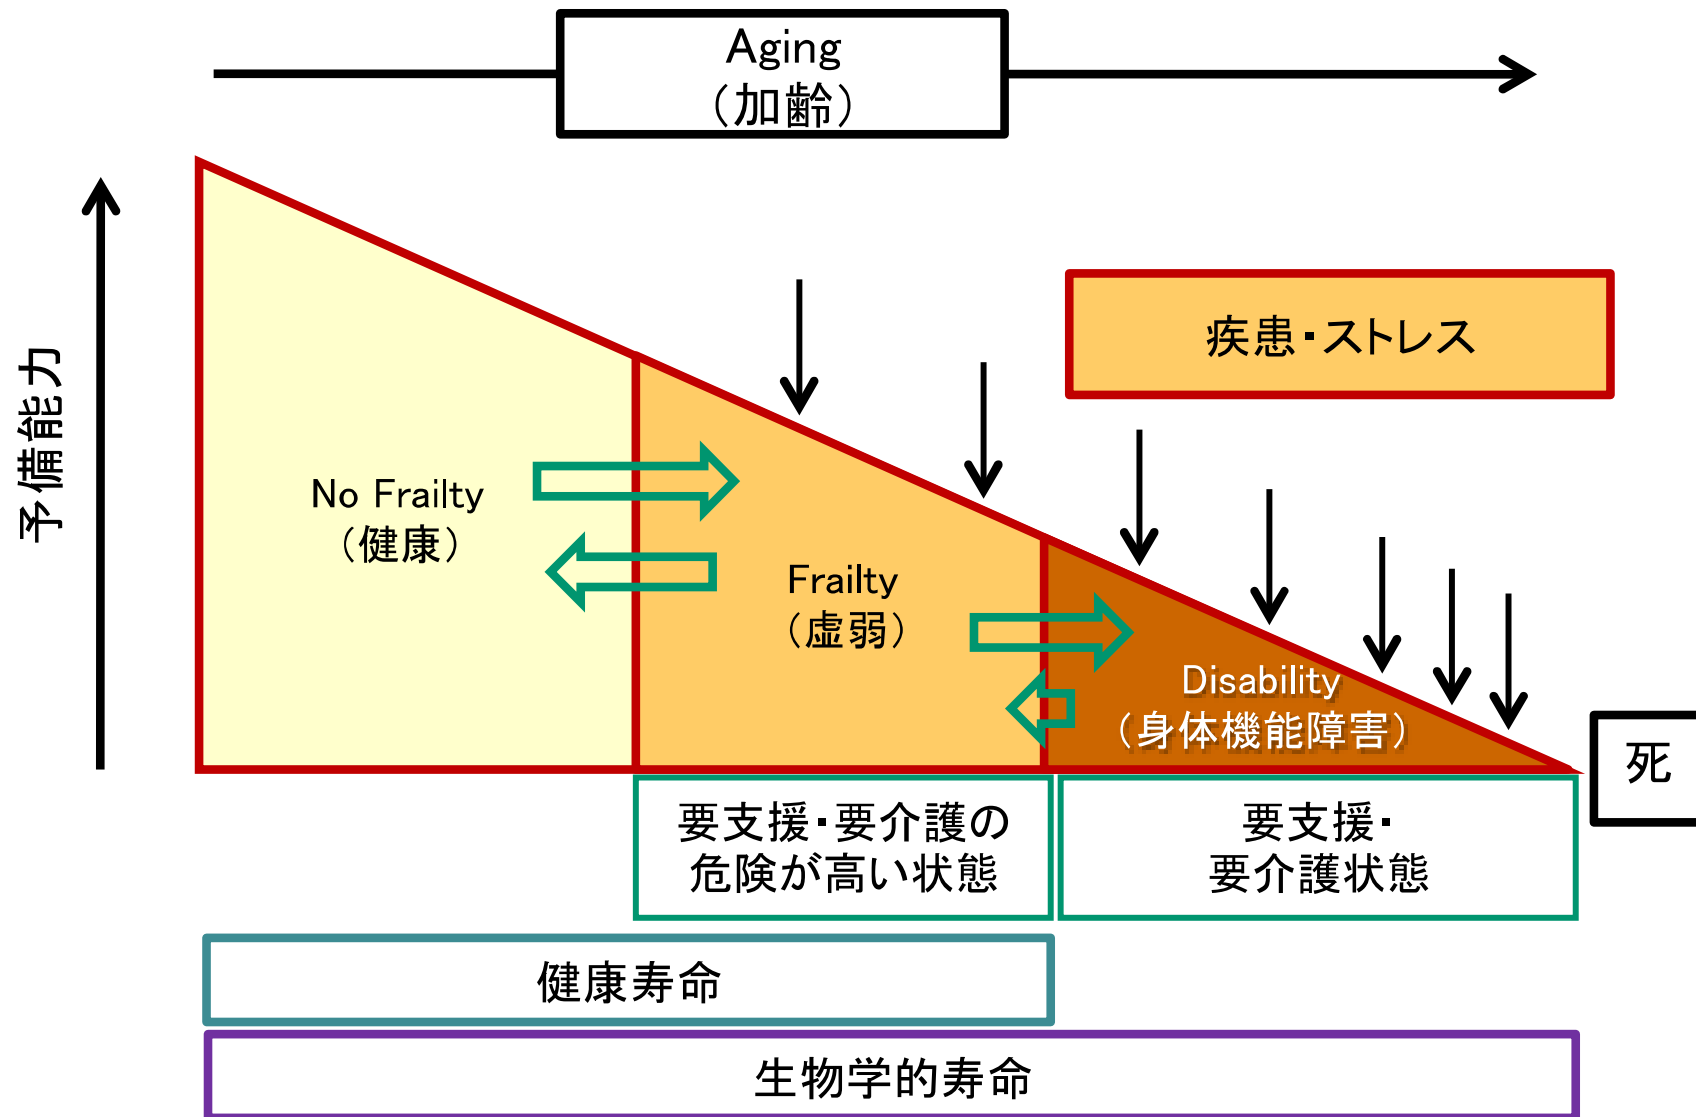 Aging
（加齢）
予備能力
疾患・ストレス
No Frailty
（健康）
Frailty
（虚弱）
Disability
（身体機能障害）
死
要支援・要介護の
危険が高い状態
要支援・
要介護状態
健康寿命
生物学的寿命